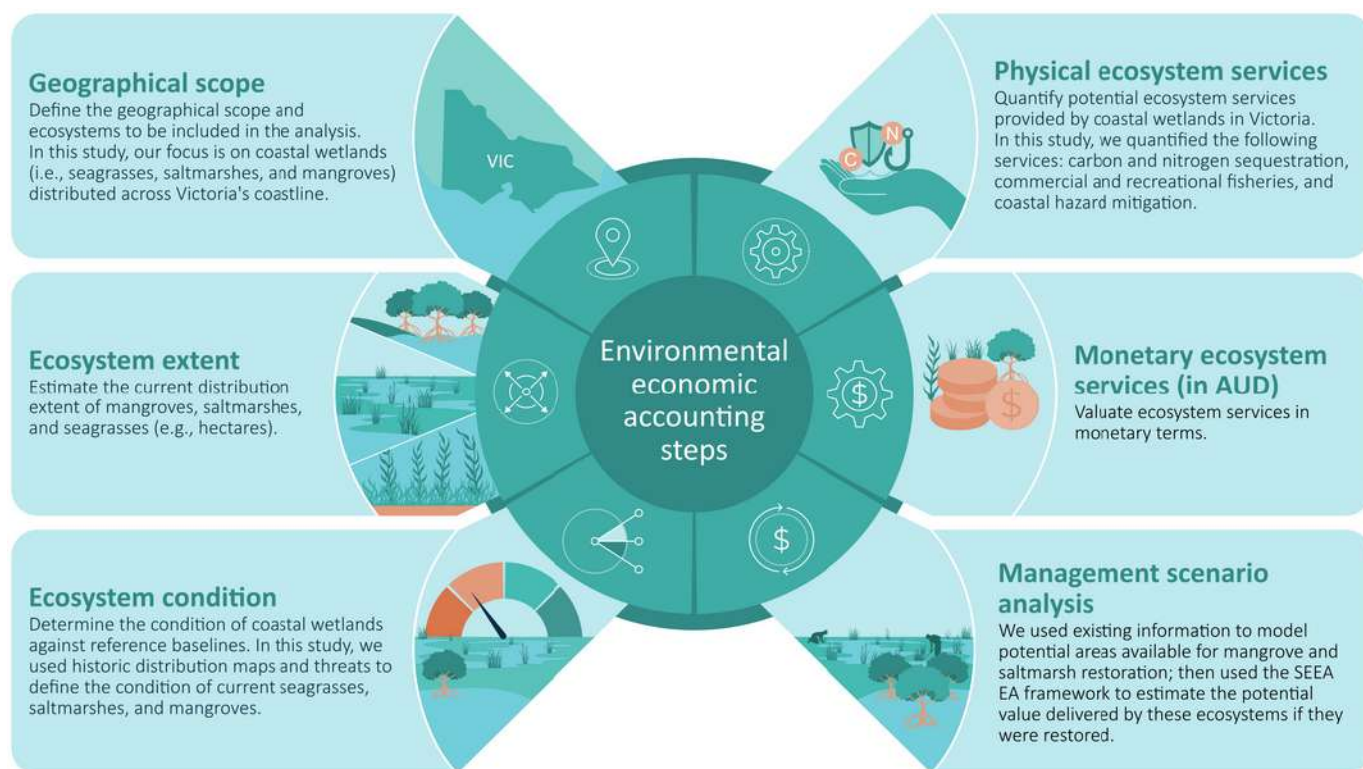 Geographical scope
Define the geographical scope and
ecosystems to be included in the analysis.
In this study, our focus is on coastal wetlands
(i.e., seagrasses, saltmarshes, and mangroves)
distributed across Victoria's coastline.
VIC
Ecosystem extent
Estimate the current distribution
extent of mangroves, saltmarshes,
and seagrasses (e.g., hectares).
Ecosystem condition
Determine the condition of coastal wetlands
against reference baselines. In this study, we
used historic distribution maps and threats to
define the condition of current seagrasses,
saltmarshes, and mangroves.
Environmental
economic
accounting
steps
$
$
C
N
Physical ecosystem services
Quantify potential ecosystem services
provided by coastal wetlands in Victoria.
In this study, we quantified the following
services: carbon and nitrogen sequestration,
commercial and recreational fisheries, and
coastal hazard mitigation.
$
Monetary ecosystem
services (in AUD)
Valuate ecosystem services in
monetary terms.
Management scenario
analysis
We used existing information to model
potential areas available for mangrove and
saltmarsh restoration; then used the SEEA
EA framework to estimate the potential
value delivered by these ecosystems if they
were restored.